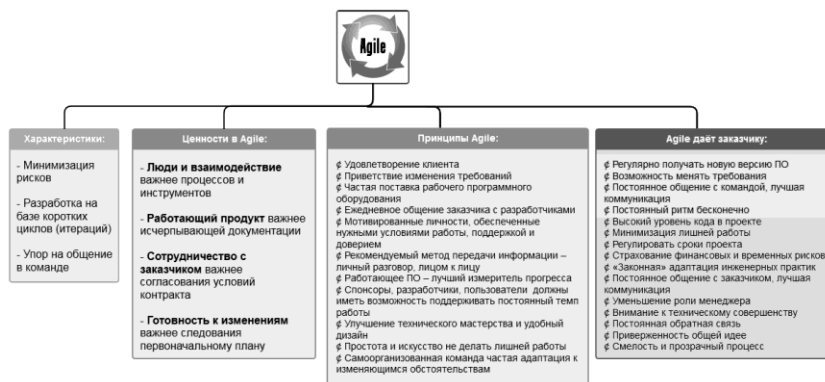 Agile
Характеристики:
- Минимизация
рисков
- Разработка на
базе коротких
циклов (итераций)
- Упор на общение
в команде
Ценности в Agile:
- Люди и взаимодействие
важнее процессов и
инструментов
- Работающий продукт важнее
исчерпывающей документации
- Сотрудничество с
заказчиком важнее
согласования условий
контракта
- Готовность к изменениям
важнее следования
первоначальному плану
Принципы Agile:
¢ Удовлетворение клиента
¢ Приветствие изменения требований
¢ Частая поставка рабочего программного
оборудования
¢ Ежедневное общение заказчика с разработчиками
¢ Мотивированные личности, обеспеченные
нужными условиями работы, поддержкой и
доверием
¢ Рекомендуемый метод передачи информации –
личный разговор, лицом к лицу
¢ Работающее ПО – лучший измеритель прогресса
¢ Спонсоры, разработчики, пользователи должны
иметь возможность поддерживать постоянный темп
работы
¢ Улучшение технического мастерства и удобный
дизайн
¢ Простота и искусство не делать лишней работы
¢ Самоорганизованная команда частая адаптация к
изменяющимся обстоятельствам
Agile даёт заказчику:
¢ Регулярно получать новую версию ПО
¢ Возможность менять требования
¢ Постоянное общение с командой, лучшая
коммуникация
¢ Постоянный ритм бесконечно
¢ Высокий уровень кода в проекте
¢ Минимизация лишней работы
¢ Регулировать сроки проекта
¢ Страхование финансовых и временных рисков
¢ «Законная» адаптация инженерных практик
¢ Постоянное общение с заказчиком, лучшая
коммуникация
¢ Уменьшение роли менеджера
¢ Внимание к техническому совершенству
¢ Постоянная обратная связь
¢ Приверженность общей идее
¢ Смелость и прозрачный процесс